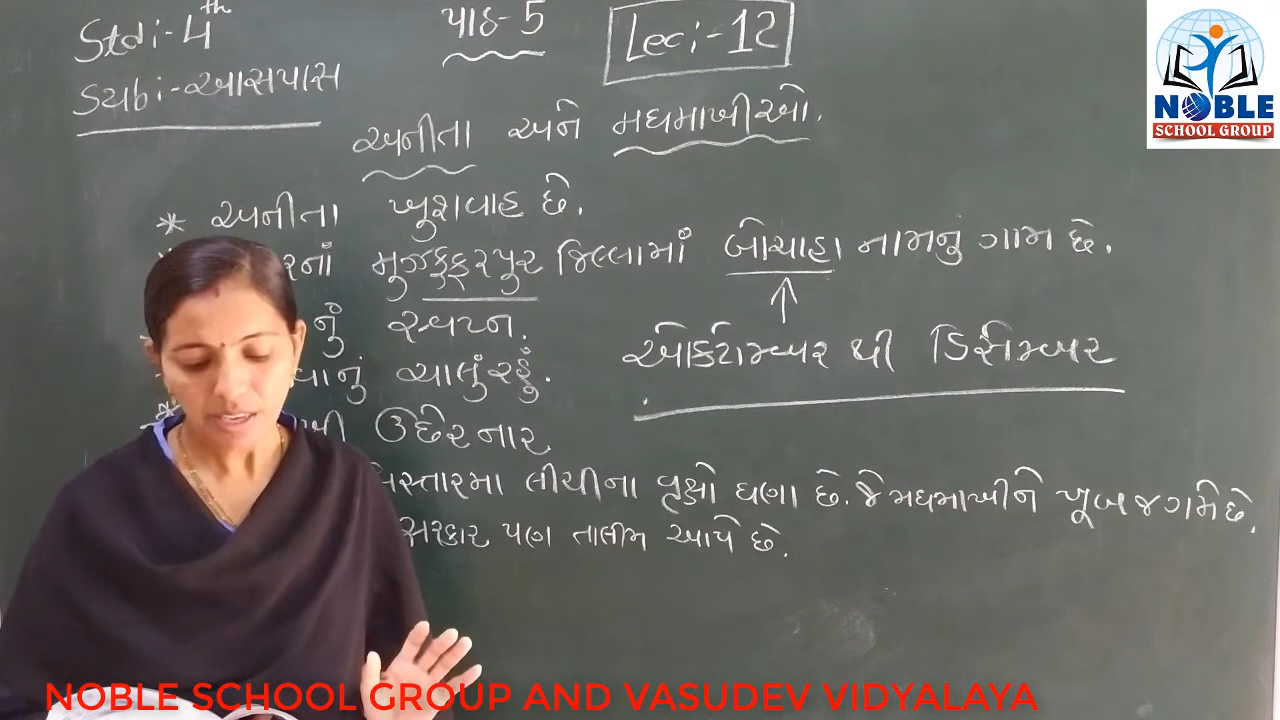 Std:-4th
પાઠ-5
Lec:-12
Sub:-આસપાસ
NOBLE
SCHOOL GROUP
અનીતા અને મધમાખીઓ.
* અનીતા ખુશવાહ છે.
રનાં મુઝફ્ફરપુર જિલ્લામાં બોચાહા નામનું ગામ છે.
નું સ્વપ્ન.
ઓક્ટોમ્બર થી ડિસેમ્બર
વાનું ચાલું રહ્યું.
ખી ઉછેરનાર
વિસ્તારમા લીચીના વૃક્ષો ઘણા છે. જે મધમાખીને ખૂબ જ ગમે છે.
સરકાર પણ તાલીમ આપે છે.
NOBLE SCHOOL GROUP AND VASUDEV VIDYALAYA